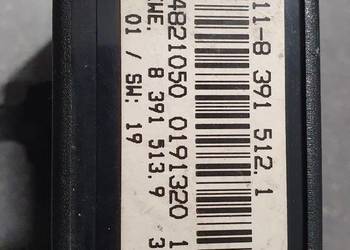 11-8 391 512.1
4821050 0191320 1
WE. 8 391 513.9 3
01 / SW: 19